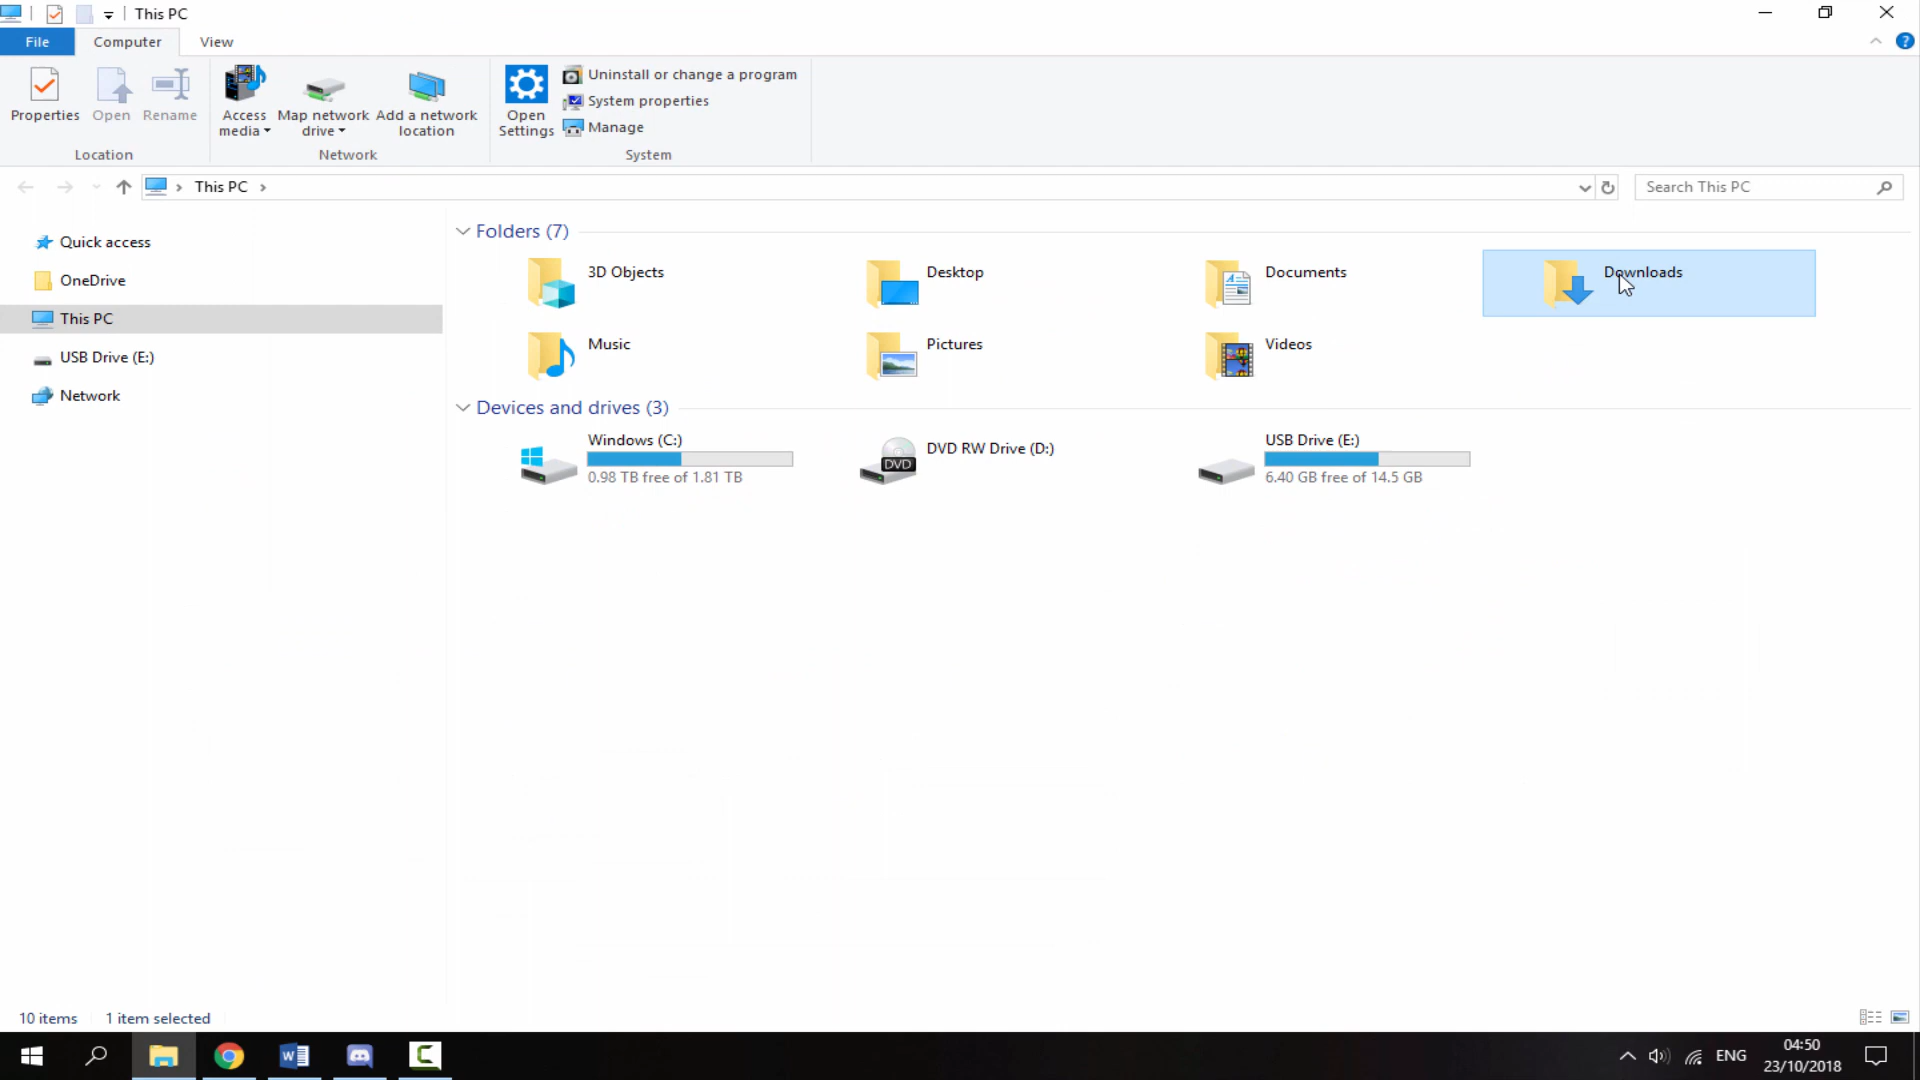 This PC
File Computer View
Properties Open Rename
Access media Map network drive Add a network location
Open Settings
Uninstall or change a program
System properties
Manage
Location Network System
This PC Search This PC
Quick access
OneDrive
This PC
USB Drive (E:)
Network
Folders (7)
3D Objects Desktop Documents Downloads
Music Pictures Videos
Devices and drives (3)
Windows (C:)
0.98 TB free of 1.81 TB
DVD RW Drive (D:)
DVD
USB Drive (E:)
6.40 GB free of 14.5 GB
10 items 1 item selected
ENG 04:50
23/10/2018